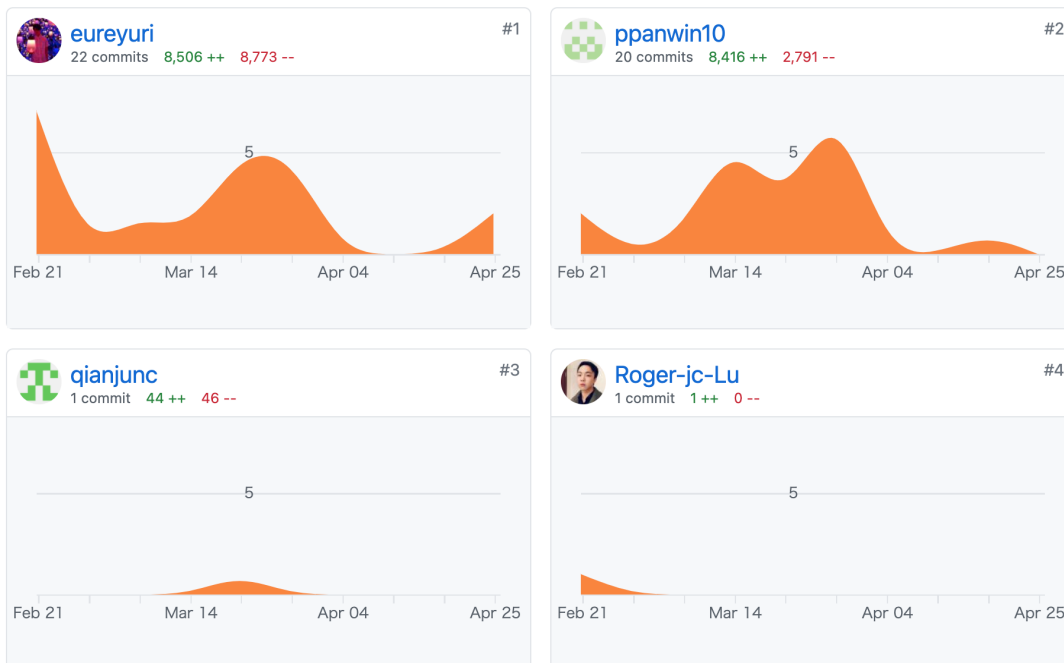 eureyuri #1
22 commits 8,506 ++ 8,773 --
5
Feb 21 Mar 14 Apr 04 Apr 25
ppanwin10 #2
20 commits 8,416 ++ 2,791 --
5
Feb 21 Mar 14 Apr 04 Apr 25
qianjunc #3
1 commit 44 ++ 46 --
5
Feb 21 Mar 14 Apr 04 Apr 25
Roger-jc-Lu #4
1 commit 1 ++ 0 --
5
Feb 21 Mar 14 Apr 04 Apr 25